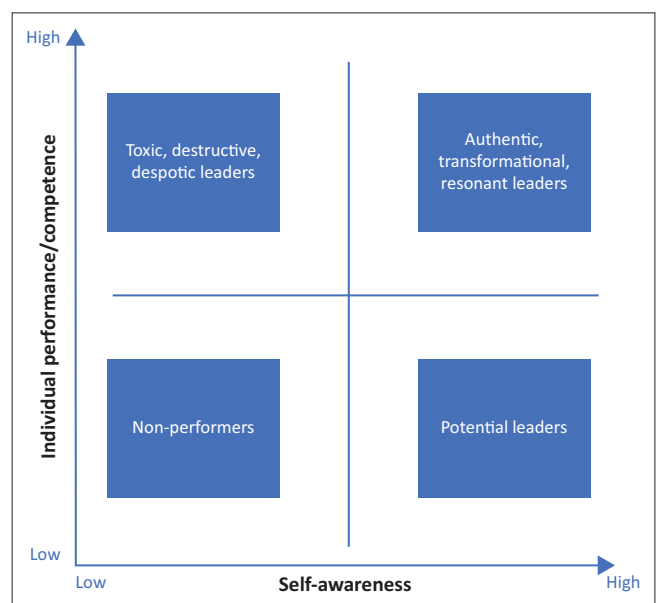 High
Individual performance/competence
Toxic, destructive,
despotic leaders
Authentic,
transformational,
resonant leaders
Non-performers
Potential leaders
Low
Low
Self-awareness
High